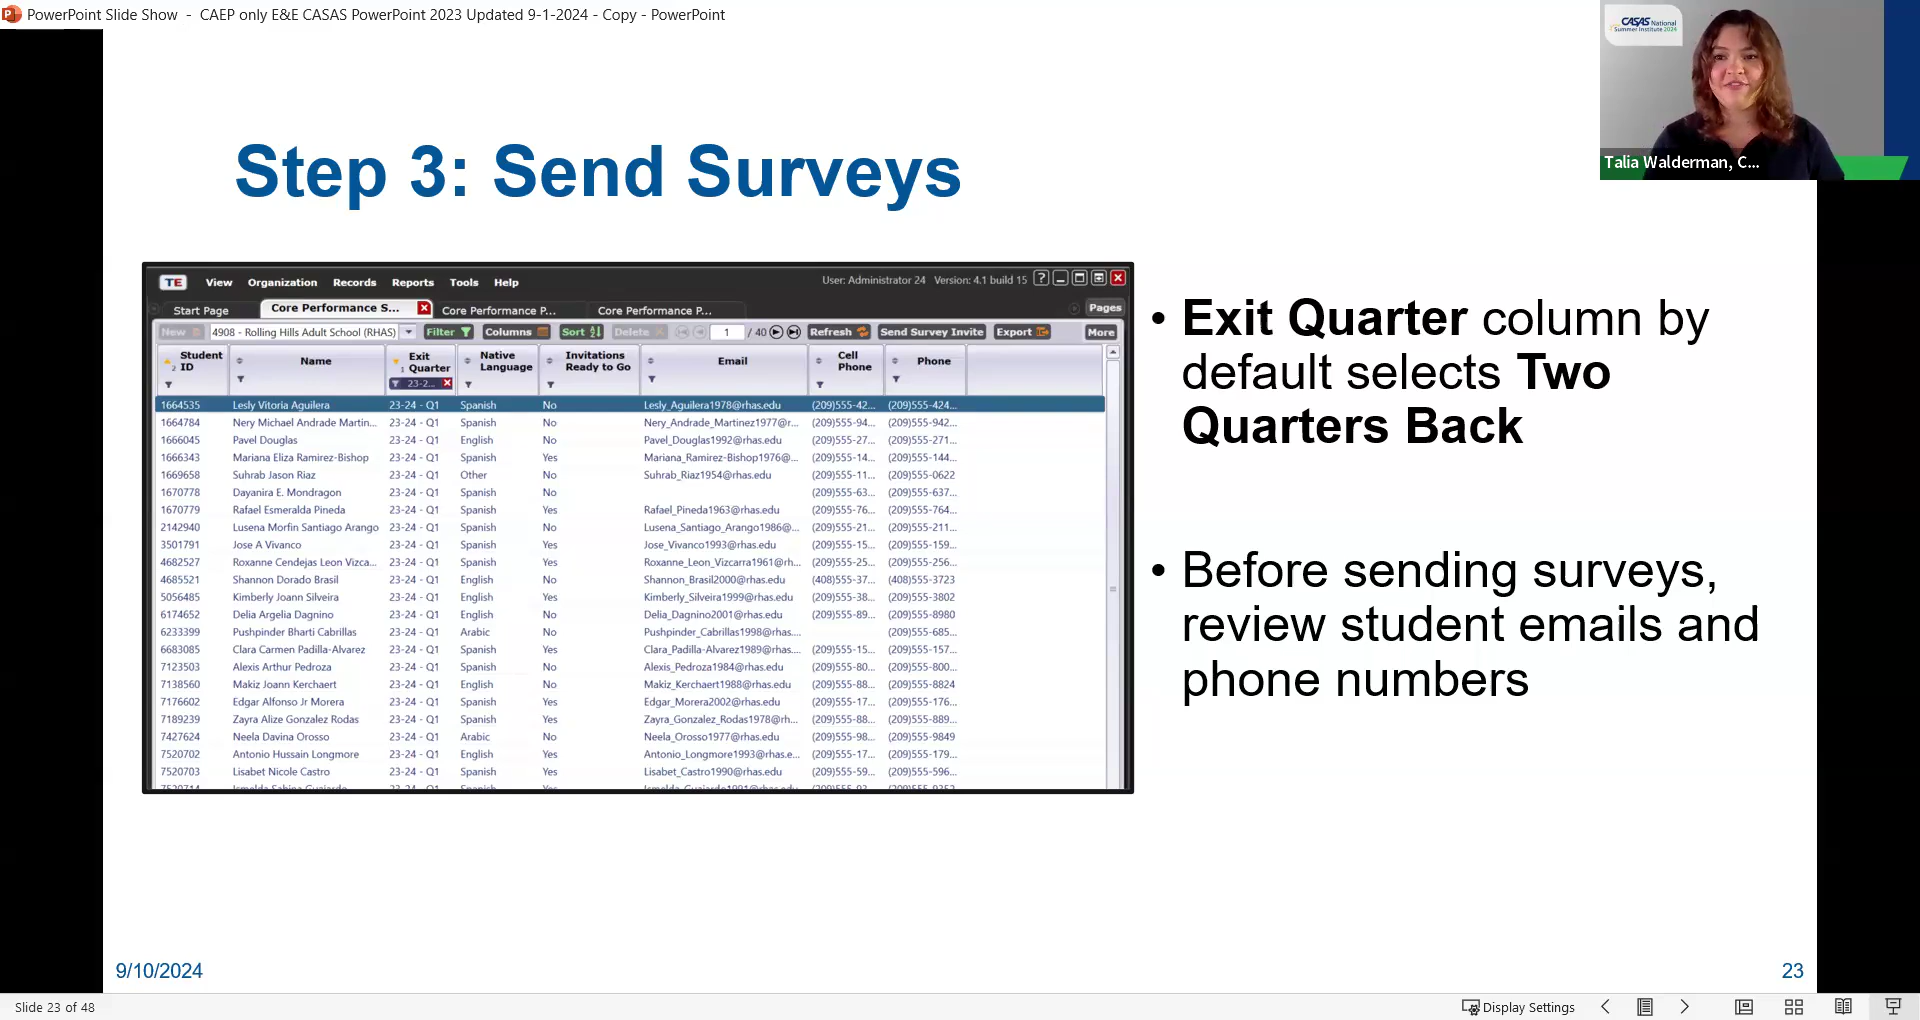 PowerPoint Slide Show - CAEP only E&E CASAS PowerPoint 2023 Updated 9-1-2024 - Copy - PowerPoint
CASAS National
Summer Institute 2024
Talia Walderman, C...
Step 3: Send Surveys
TE View Organization Records Reports Tools Help User: Administrator 24 Version: 4.1 build 15
Start Page Core Performance S... Core Performance P... Core Performance P... Pages
New 4908 - Rolling Hills Adult School (RHAS) Filter Columns Sort Delete 1 / 40 Refresh Send Survey Invite Export More
Student ID Name Exit Quarter Native Language Invitations Ready to Go Email Cell Phone Phone
23-2...
1664535 Lesly Vitoria Aguilera 23-24 - Q1 Spanish No Lesly_Aguilera1978@rhas.edu (209)555-42... (209)555-424...
1664784 Nery Michael Andrade Martin... 23-24 - Q1 Spanish No Nery_Andrade_Martinez1977@r... (209)555-94... (209)555-942...
1666045 Pavel Douglas 23-24 - Q1 English No Pavel_Douglas1992@rhas.edu (209)555-27... (209)555-271...
1666343 Mariana Eliza Ramirez-Bishop 23-24 - Q1 Spanish Yes Mariana_Ramirez-Bishop1976@... (209)555-14... (209)555-144...
1669658 Suhrab Jason Riaz 23-24 - Q1 Other No Suhrab_Riaz1954@rhas.edu (209)555-11... (209)555-0622
1670778 Dayanira E. Mondragon 23-24 - Q1 Spanish No (209)555-63... (209)555-637...
1670779 Rafael Esmeralda Pineda 23-24 - Q1 Spanish Yes Rafael_Pineda1963@rhas.edu (209)555-76... (209)555-764...
2142940 Lusena Morfin Santiago Arango 23-24 - Q1 Spanish No Lusena_Santiago_Arango1986@... (209)555-21... (209)555-211...
3501791 Jose A Vivanco 23-24 - Q1 Spanish Yes Jose_Vivanco1993@rhas.edu (209)555-15... (209)555-159...
4682527 Roxanne Cendejas Leon Vizca... 23-24 - Q1 Spanish Yes Roxanne_Leon_Vizcarra1961@rh... (209)555-25... (209)555-256...
4685521 Shannon Dorado Brasil 23-24 - Q1 English No Shannon_Brasil2000@rhas.edu (408)555-37... (408)555-3723
5056485 Kimberly Joann Silveira 23-24 - Q1 English Yes Kimberly_Silveira1999@rhas.edu (209)555-38... (209)555-3802
6174652 Delia Argelia Dagnino 23-24 - Q1 English No Delia_Dagnino2001@rhas.edu (209)555-89... (209)555-8980
6233399 Pushpinder Bharti Cabrillas 23-24 - Q1 Arabic No Pushpinder_Cabrillas1998@rhas.... (209)555-685...
6683085 Clara Carmen Padilla-Alvarez 23-24 - Q1 Spanish Yes Clara_Padilla-Alvarez1989@rhas.... (209)555-15... (209)555-157...
7123503 Alexis Arthur Pedroza 23-24 - Q1 Spanish No Alexis_Pedroza1984@rhas.edu (209)555-80... (209)555-800...
7138560 Makiz Joann Kerchaert 23-24 - Q1 English No Makiz_Kerchaert1988@rhas.edu (209)555-88... (209)555-8824
7176602 Edgar Alfonso Jr Morera 23-24 - Q1 Spanish Yes Edgar_Morera2002@rhas.edu (209)555-17... (209)555-176...
7189239 Zayra Alize Gonzalez Rodas 23-24 - Q1 Spanish Yes Zayra_Gonzalez_Rodas1978@rh... (209)555-88... (209)555-889...
7427624 Neela Davina Orosso 23-24 - Q1 Arabic No Neela_Orosso1977@rhas.edu (209)555-98... (209)555-9849
7520702 Antonio Hussain Longmore 23-24 - Q1 English Yes Antonio_Longmore1993@rhas.e... (209)555-17... (209)555-179...
7520703 Lisabet Nicole Castro 23-24 - Q1 Spanish Yes Lisabet_Castro1990@rhas.edu (209)555-59... (209)555-596...
• Exit Quarter column by
default selects Two
Quarters Back
• Before sending surveys,
review student emails and
phone numbers
9/10/2024
23
Slide 23 of 48
Display Settings